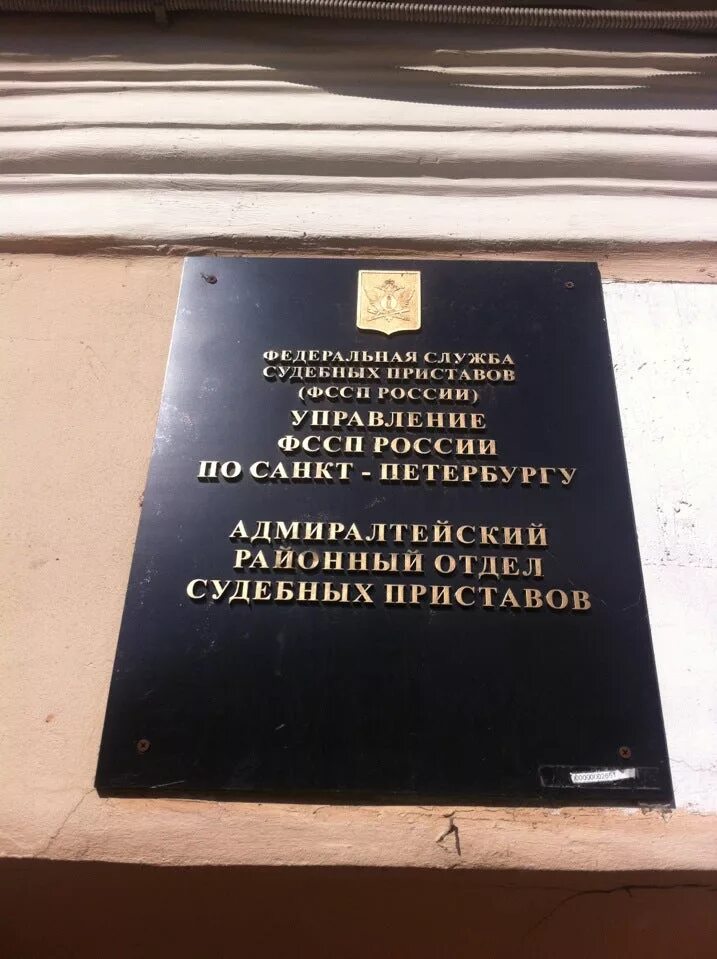 ФЕДЕРАЛЬНАЯ СЛУЖБА
СУДЕБНЫХ ПРИСТАВОВ
(ФССП РОССИИ)
УПРАВЛЕНИЕ
ФССП РОССИИ
ПО САНКТ - ПЕТЕРБУРГУ
АДМИРАЛТЕЙСКИЙ
РАЙОННЫЙ ОТДЕЛ
СУДЕБНЫХ ПРИСТАВОВ